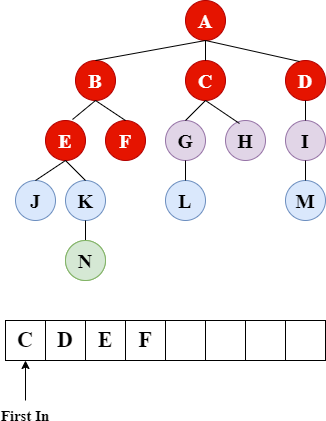 A
B C D
E F G H I
J K L M
N
C D E F
First In